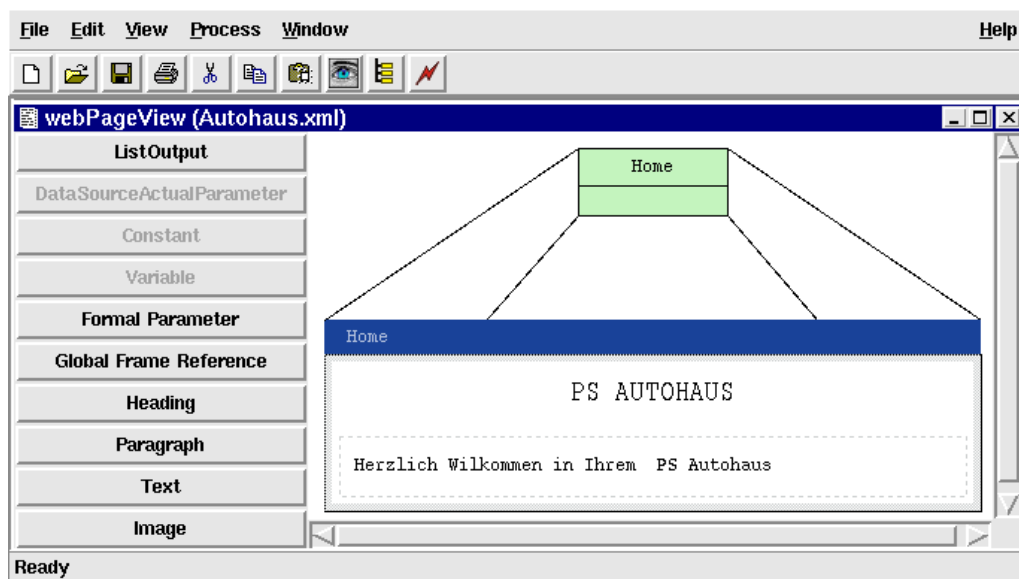 File Edit View Process Window Help
webPageView (Autohaus.xml)
ListOutput
DataSourceActualParameter
Constant
Variable
Formal Parameter
Global Frame Reference
Heading
Paragraph
Text
Image
Home
Home
PS AUTOHAUS
Herzlich Wilkommen in Ihrem PS Autohaus
Ready